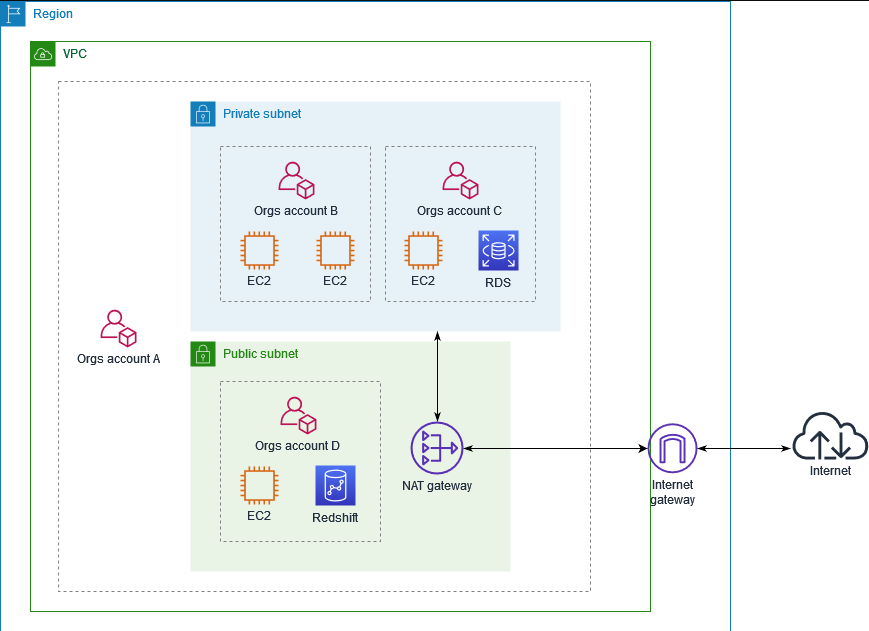 Region
VPC
Private subnet
Orgs account B
Orgs account C
EC2
EC2
EC2
RDS
Orgs account A
Public subnet
Orgs account D
EC2
Redshift
NAT gateway
Internet
gateway
Internet